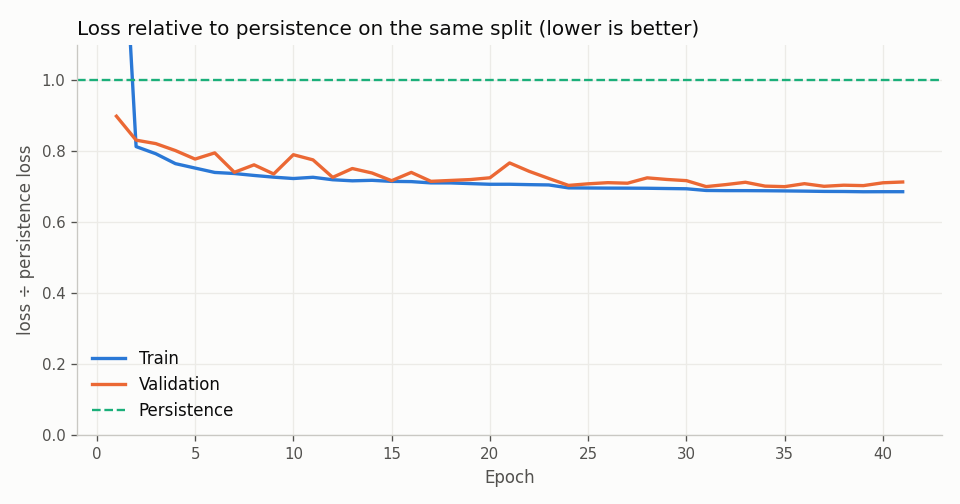 Loss relative to persistence on the same split (lower is better)
loss ÷ persistence loss
1.0
0.8
0.6
0.4
0.2
0.0
Train
Validation
Persistence
0 5 10 15 20 25 30 35 40
Epoch